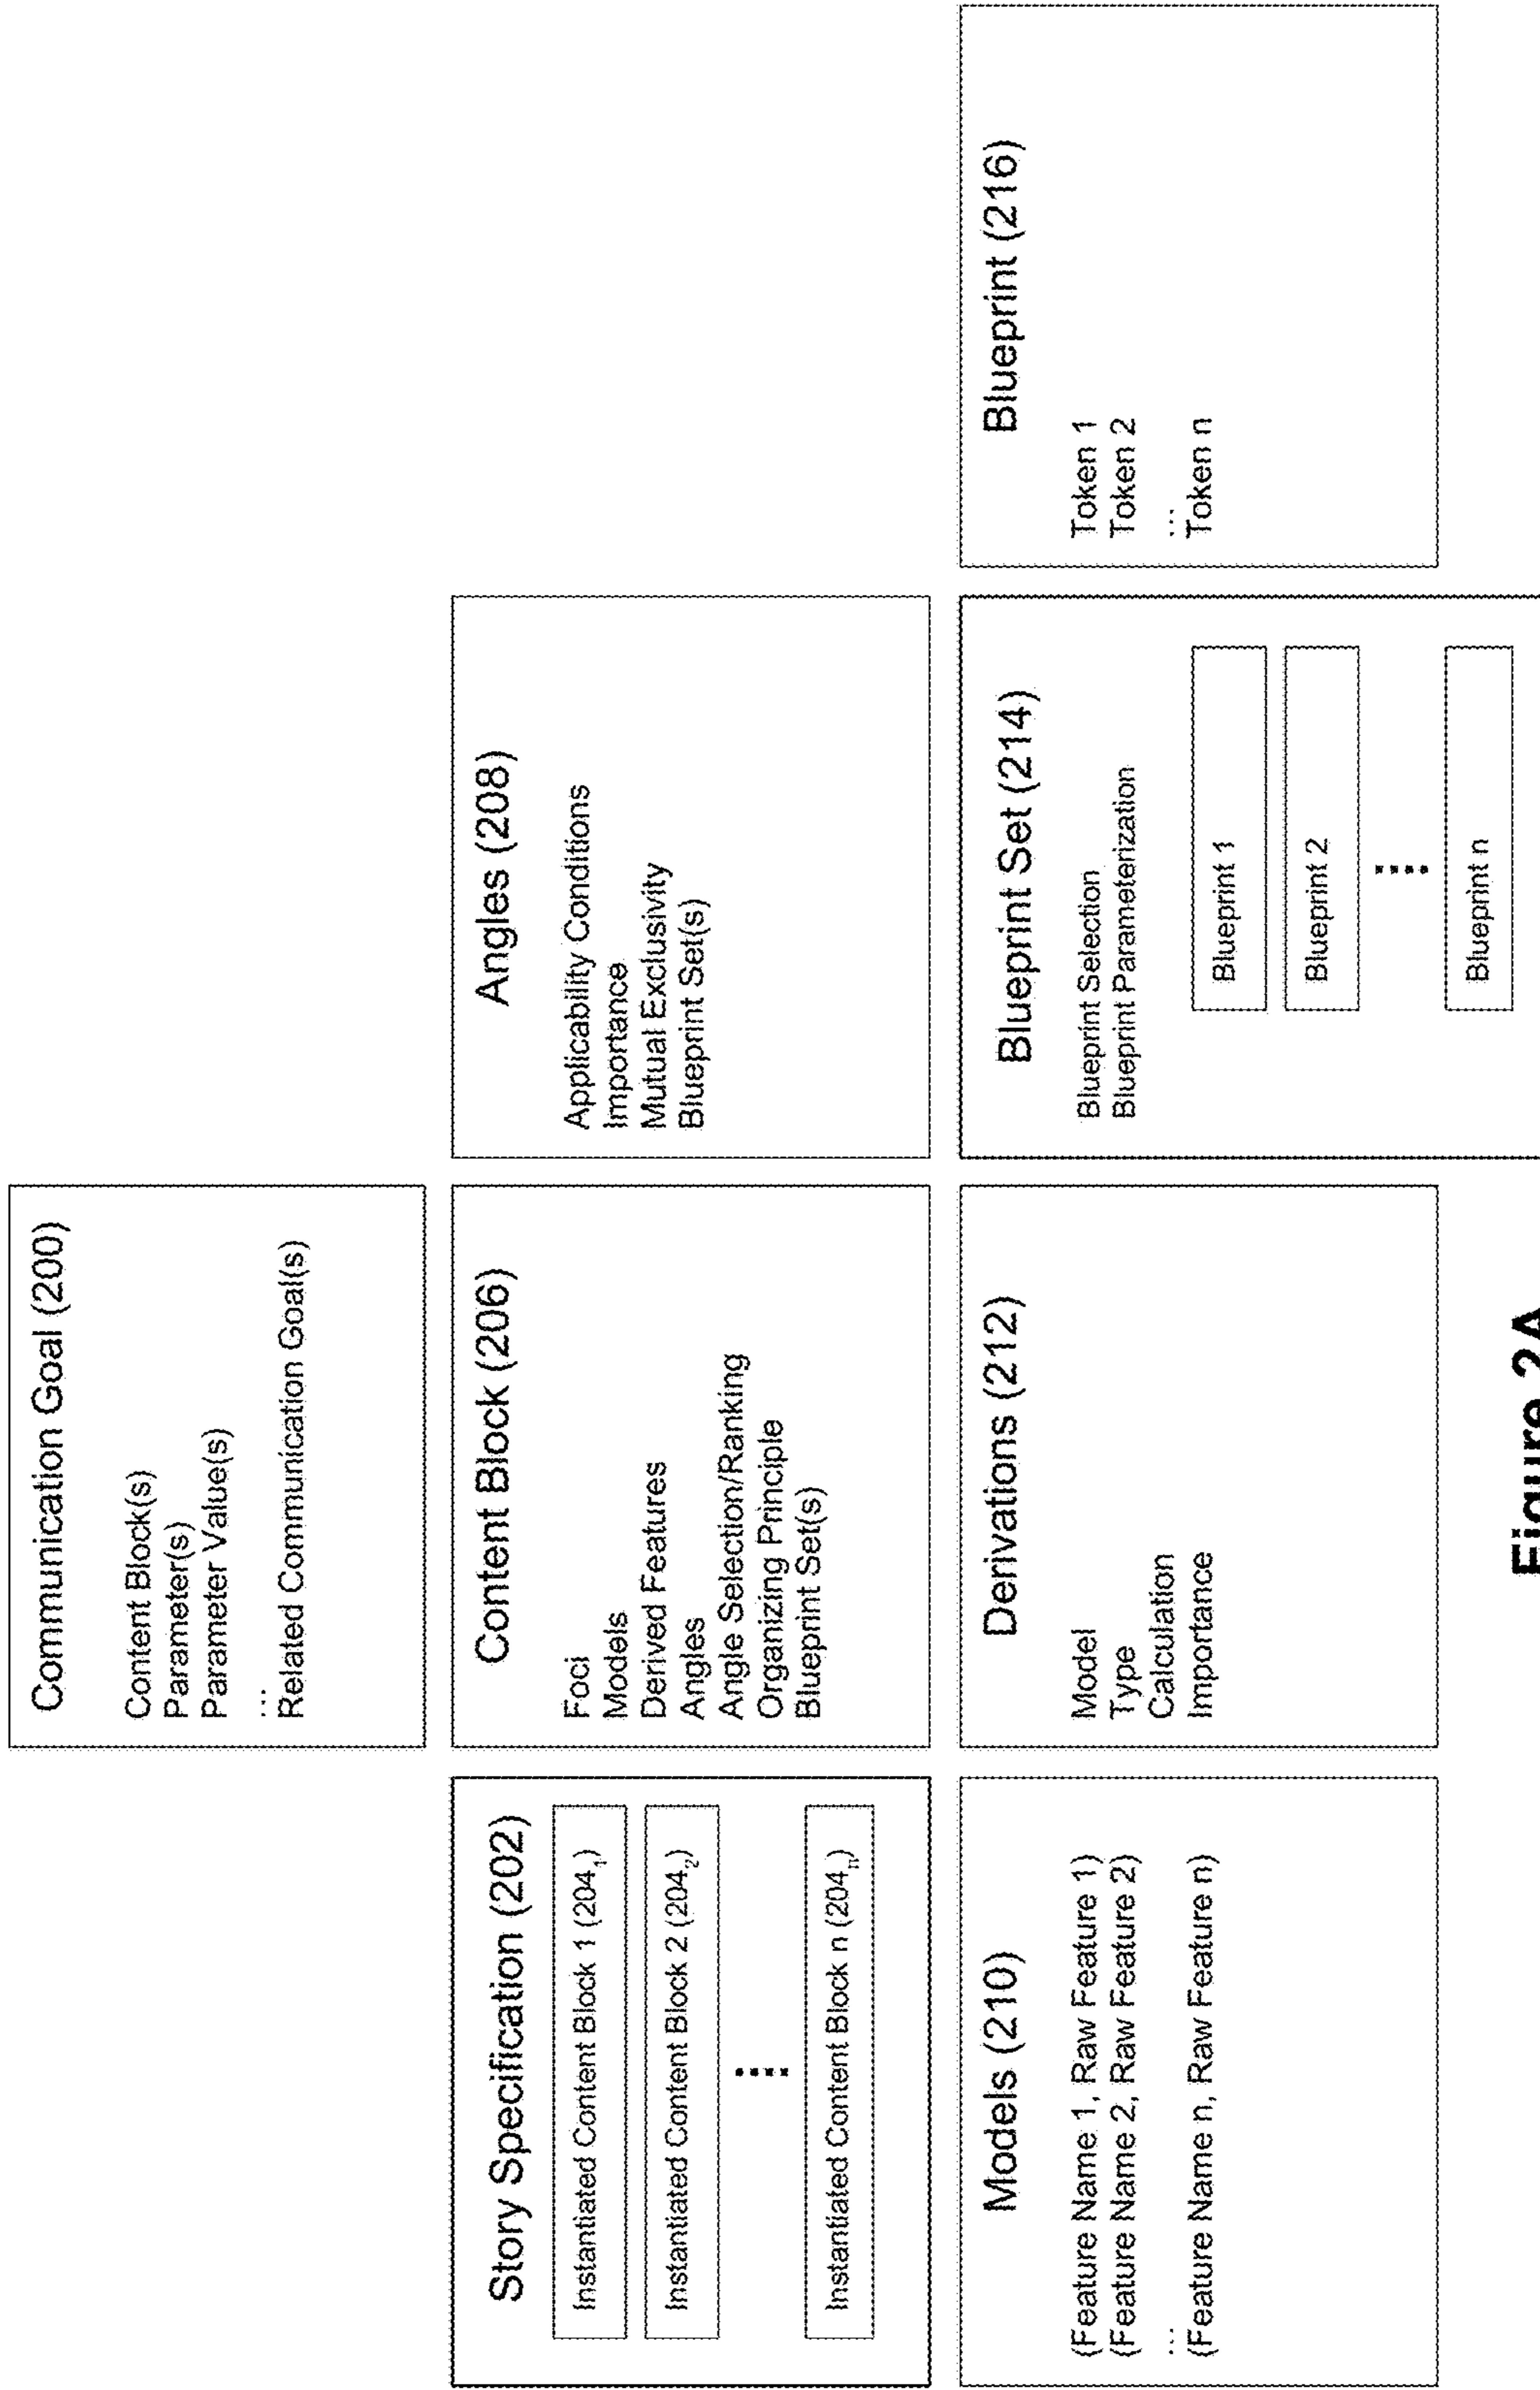 Communication Goal (200)
Content Block(s)
Parameter(s)
Parameter Value(s)
...
Related Communication Goal(s)
Story Specification (202)
Instantiated Content Block 1 (204₁)
Instantiated Content Block 2 (204₂)
....
Instantiated Content Block n (204ₙ)
Content Block (206)
Foci
Models
Derived Features
Angles
Angle Selection/Ranking
Organizing Principle
Blueprint Set(s)
Angles (208)
Applicability Conditions
Importance
Mutual Exclusivity
Blueprint Set(s)
Models (210)
(Feature Name 1, Raw Feature 1)
(Feature Name 2, Raw Feature 2)
...
(Feature Name n, Raw Feature n)
Derivations (212)
Model
Type
Calculation
Importance
Blueprint Set (214)
Blueprint Selection
Blueprint Parameterization
Blueprint 1
Blueprint 2
....
Blueprint n
Blueprint (216)
Token 1
Token 2
...
Token n
Figure 2A